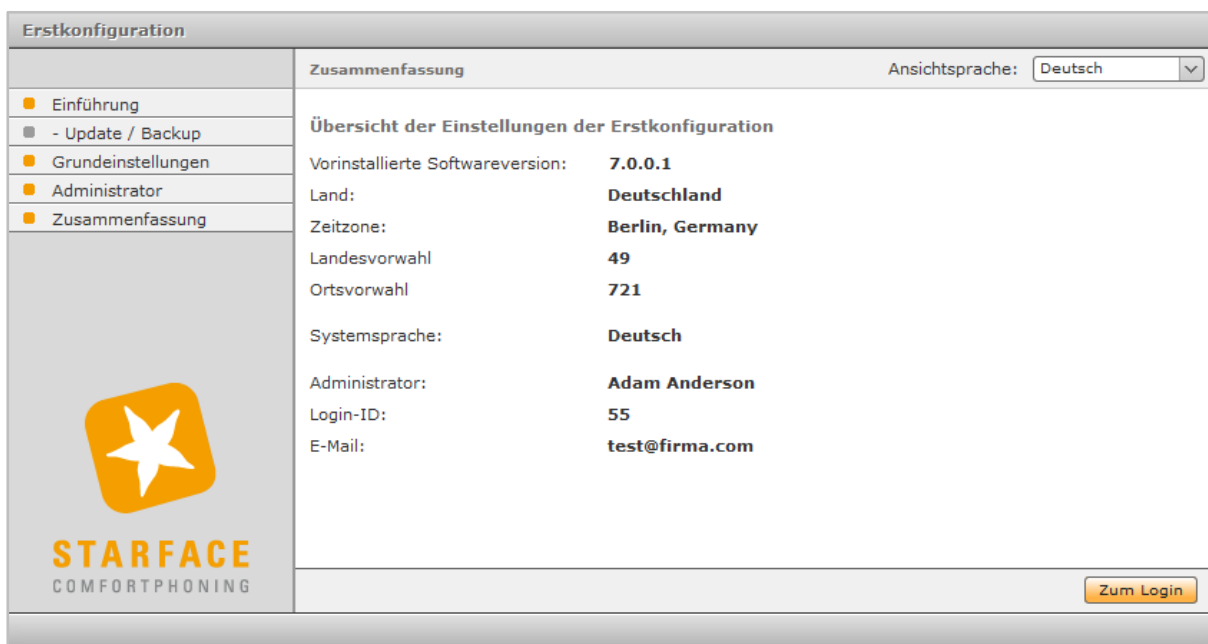 Erstkonfiguration
Zusammenfassung
Ansichtsprache: Deutsch
Einführung
- Update / Backup
Grundeinstellungen
Administrator
Zusammenfassung
Übersicht der Einstellungen der Erstkonfiguration
Vorinstallierte Softwareversion: 7.0.0.1
Land: Deutschland
Zeitzone: Berlin, Germany
Landesvorwahl 49
Ortsvorwahl 721
Systemsprache: Deutsch
Administrator: Adam Anderson
Login-ID: 55
E-Mail: test@firma.com
STARFACE
COMFORTPHONING
Zum Login